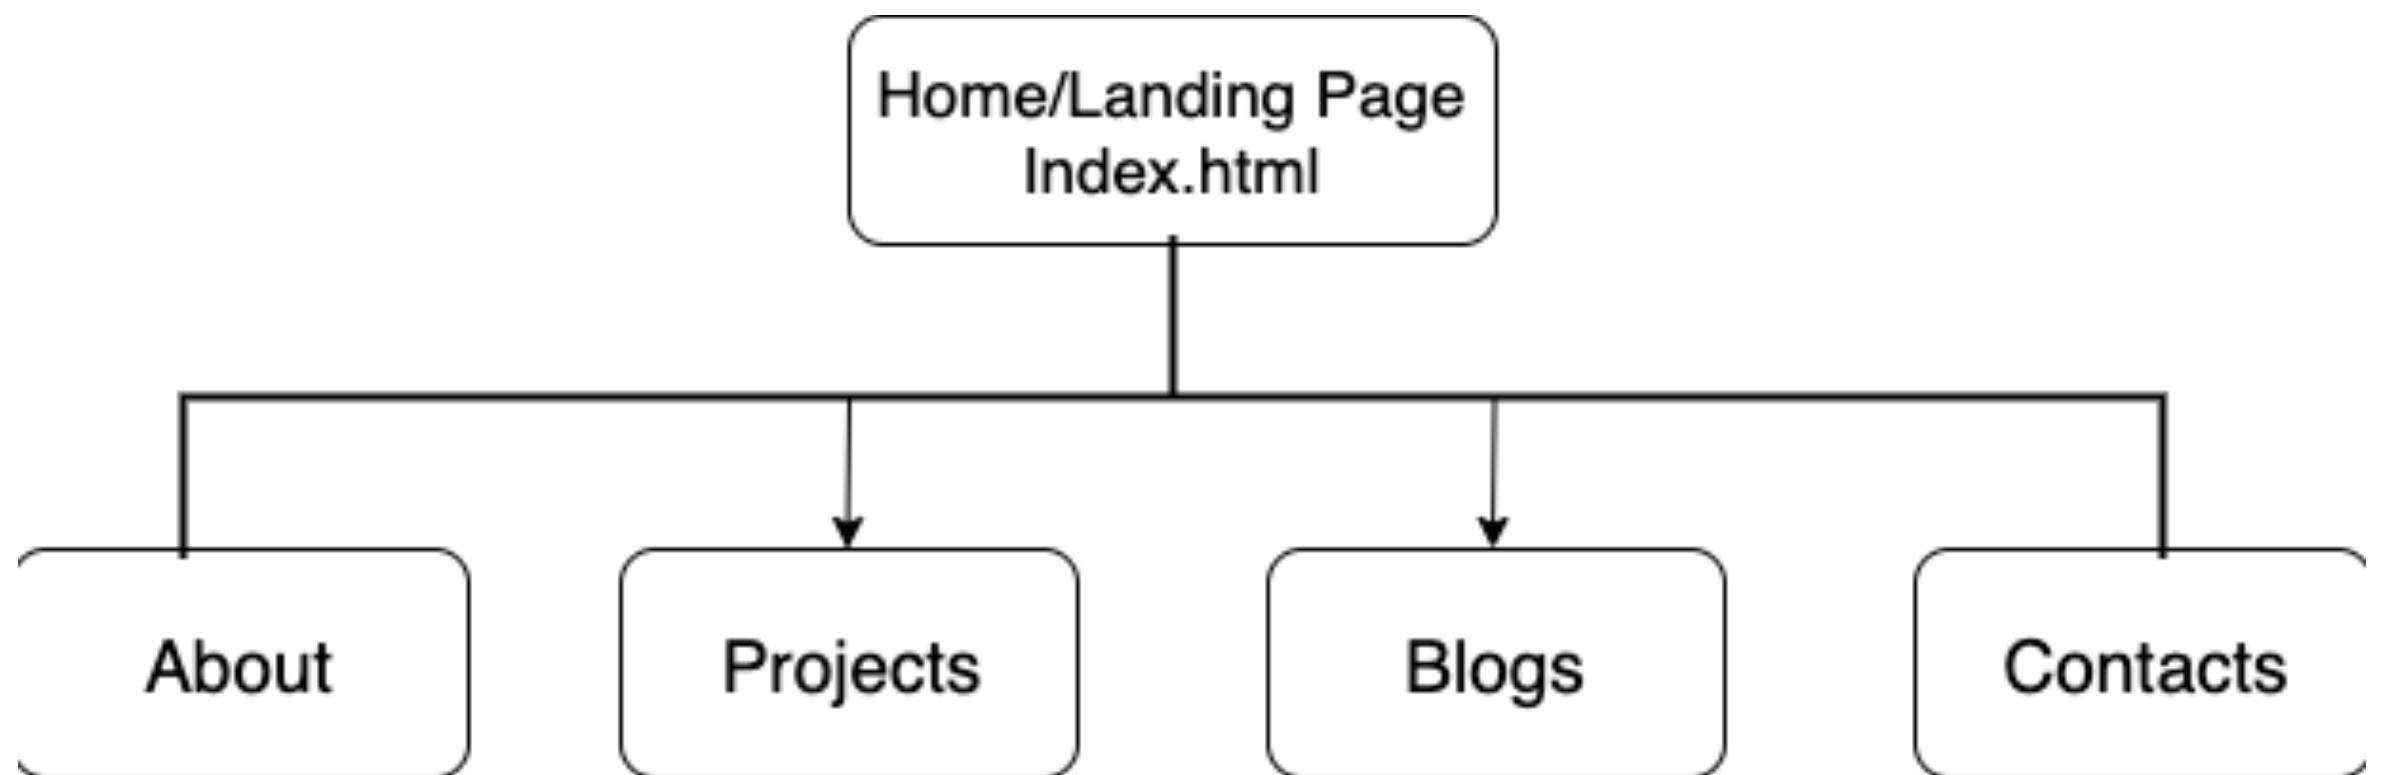 Home/Landing Page
Index.html
About
Projects
Blogs
Contacts